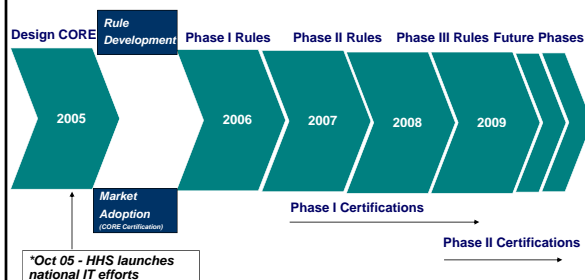 Rule
Development
Design CORE
Phase I Rules
Phase II Rules
Phase III Rules
Future Phases
2005
2006
2007
2008
2009
Market
Adoption
(CORE Certification)
Phase I Certifications
Phase II Certifications
*Oct 05 - HHS launches
national IT efforts